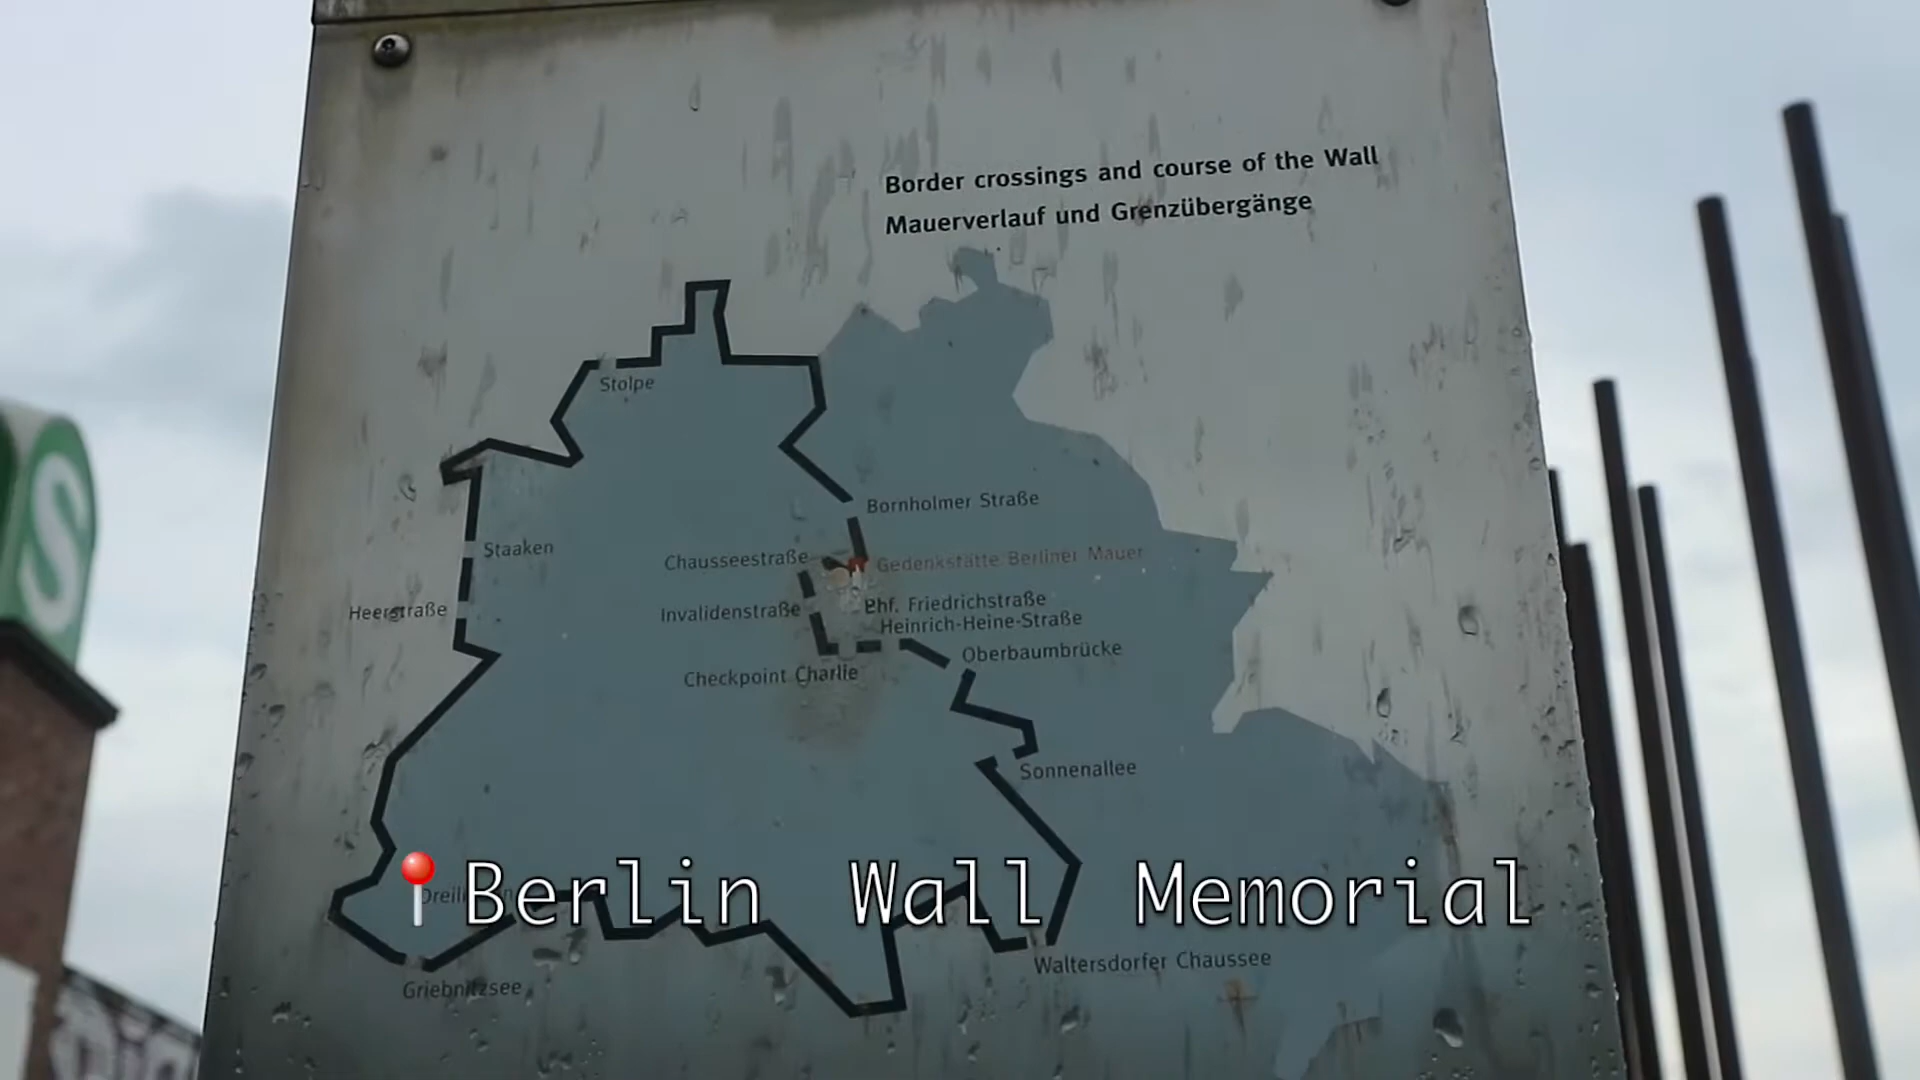 Border crossings and course of the Wall
Mauerverlauf und Grenzübergänge
Stolpe
Bornholmer Straße
Staaken
Chausseestraße
Gedenkstätte Berliner Mauer
Heerstraße
Invalidenstraße
Bhf. Friedrichstraße
Heinrich-Heine-Straße
Oberbaumbrücke
Checkpoint Charlie
Sonnenallee
S
📍Berlin Wall Memorial
Waltersdorfer Chaussee
Griebnitzsee